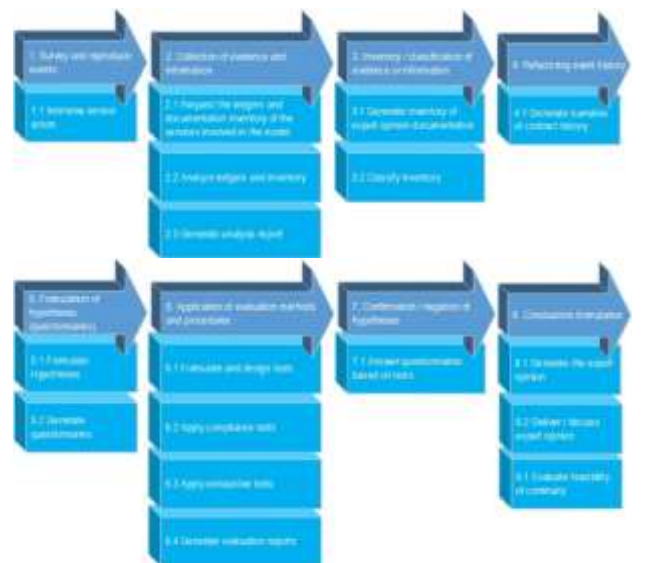 1. Survey and reproduce
events
1.1 Interview service
actors
2. Collection of evidence and
information
2.1 Request the ledgers and
documentation inventory of the
services involved in the model
2.2 Analyze ledgers and inventory
2.3 Generate analysis report
3. Inventory / classification of
evidence or information
3.1 Generate inventory of
expert opinion documentation
3.2 Classify inventory
4. Refactoring event history
4.1 Generate narrative
of contract history
5. Formulation of
hypothesis
(questionnaires)
5.1 Formulate
Hypotheses
5.2 Generate
questionnaires
6. Application of evaluation methods
and procedures
6.1 Formulate and design tests
6.2 Apply compliance tests
6.3 Apply substantive tests
6.4 Generate evaluation reports
7. Confirmation / negation of
hypotheses
7.1 Answer questionnaires
based on tests
8. Conclusions formulation
8.1 Generate the expert
opinion
8.2 Deliver / discuss
expert opinion
8.1 Evaluate feasibility
of continuity